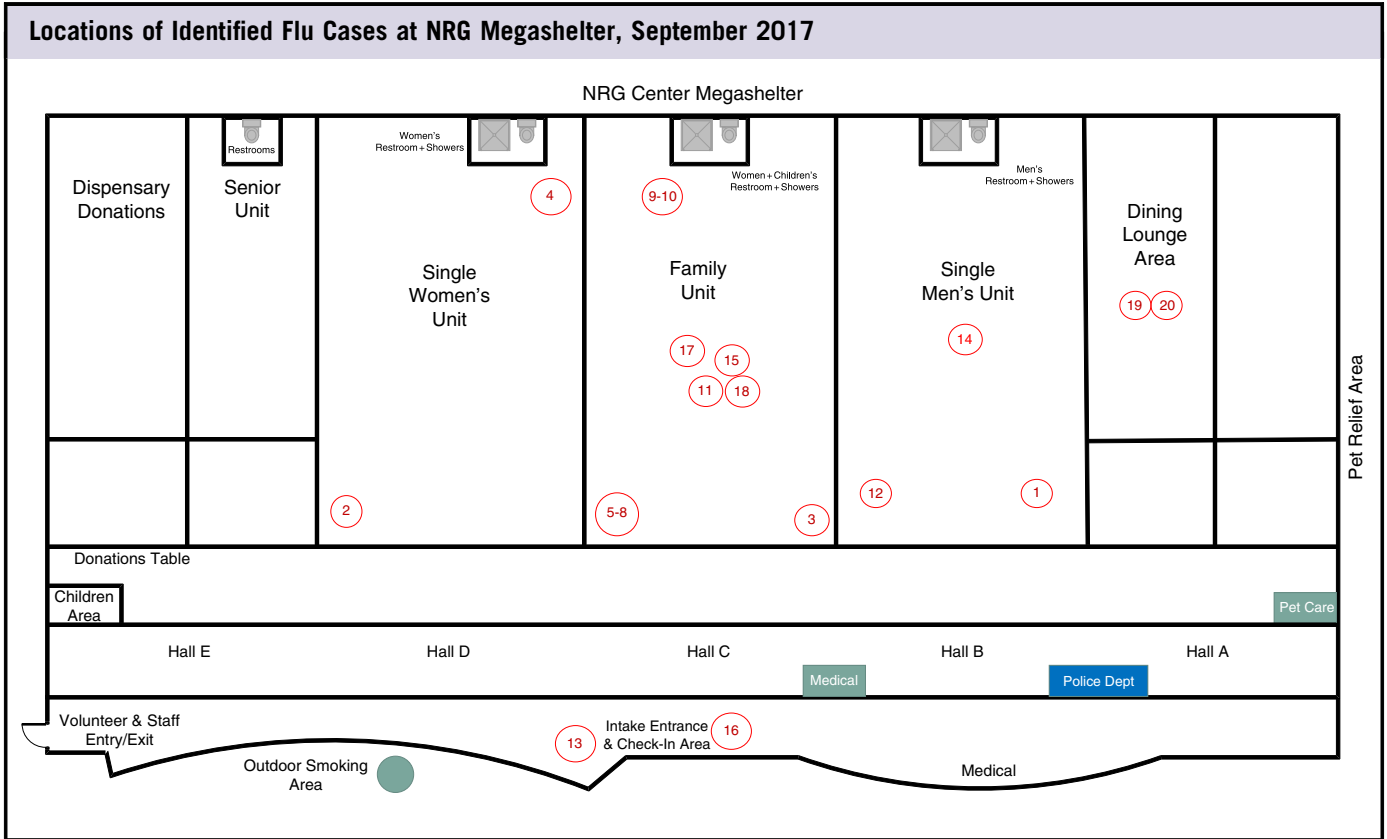 Locations of Identified Flu Cases at NRG Megashelter, September 2017
NRG Center Megashelter
Dispensary
Donations
Restrooms
Senior
Unit
Women's
Restroom + Showers
4
Single
Women's
Unit
2
9-10
Women + Children's
Restroom + Showers
Family
Unit
17
15
11
18
5-8
3
Men's
Restroom + Showers
Single
Men's Unit
14
12
1
Dining
Lounge
Area
19
20
Pet Relief Area
Donations Table
Children
Area
Pet Care
Hall E
Hall D
Hall C
Hall B
Hall A
Medical
Police Dept
Volunteer & Staff
Entry/Exit
13
Intake Entrance
& Check-In Area
16
Outdoor Smoking
Area
Medical